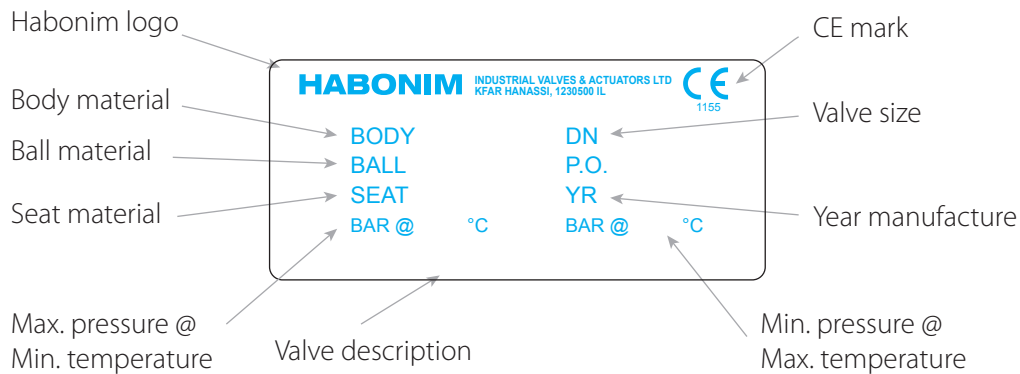 Habonim logo
CE mark
HABONIM INDUSTRIAL VALVES & ACTUATORS LTD
KFAR HANASSI, 1230500 IL
CE
1155
Body material
Valve size
BODY DN
Ball material
BALL P.O.
SEAT YR
Seat material
Year manufacture
BAR @ °C BAR @ °C
Max. pressure @
Min. temperature
Valve description
Min. pressure @
Max. temperature